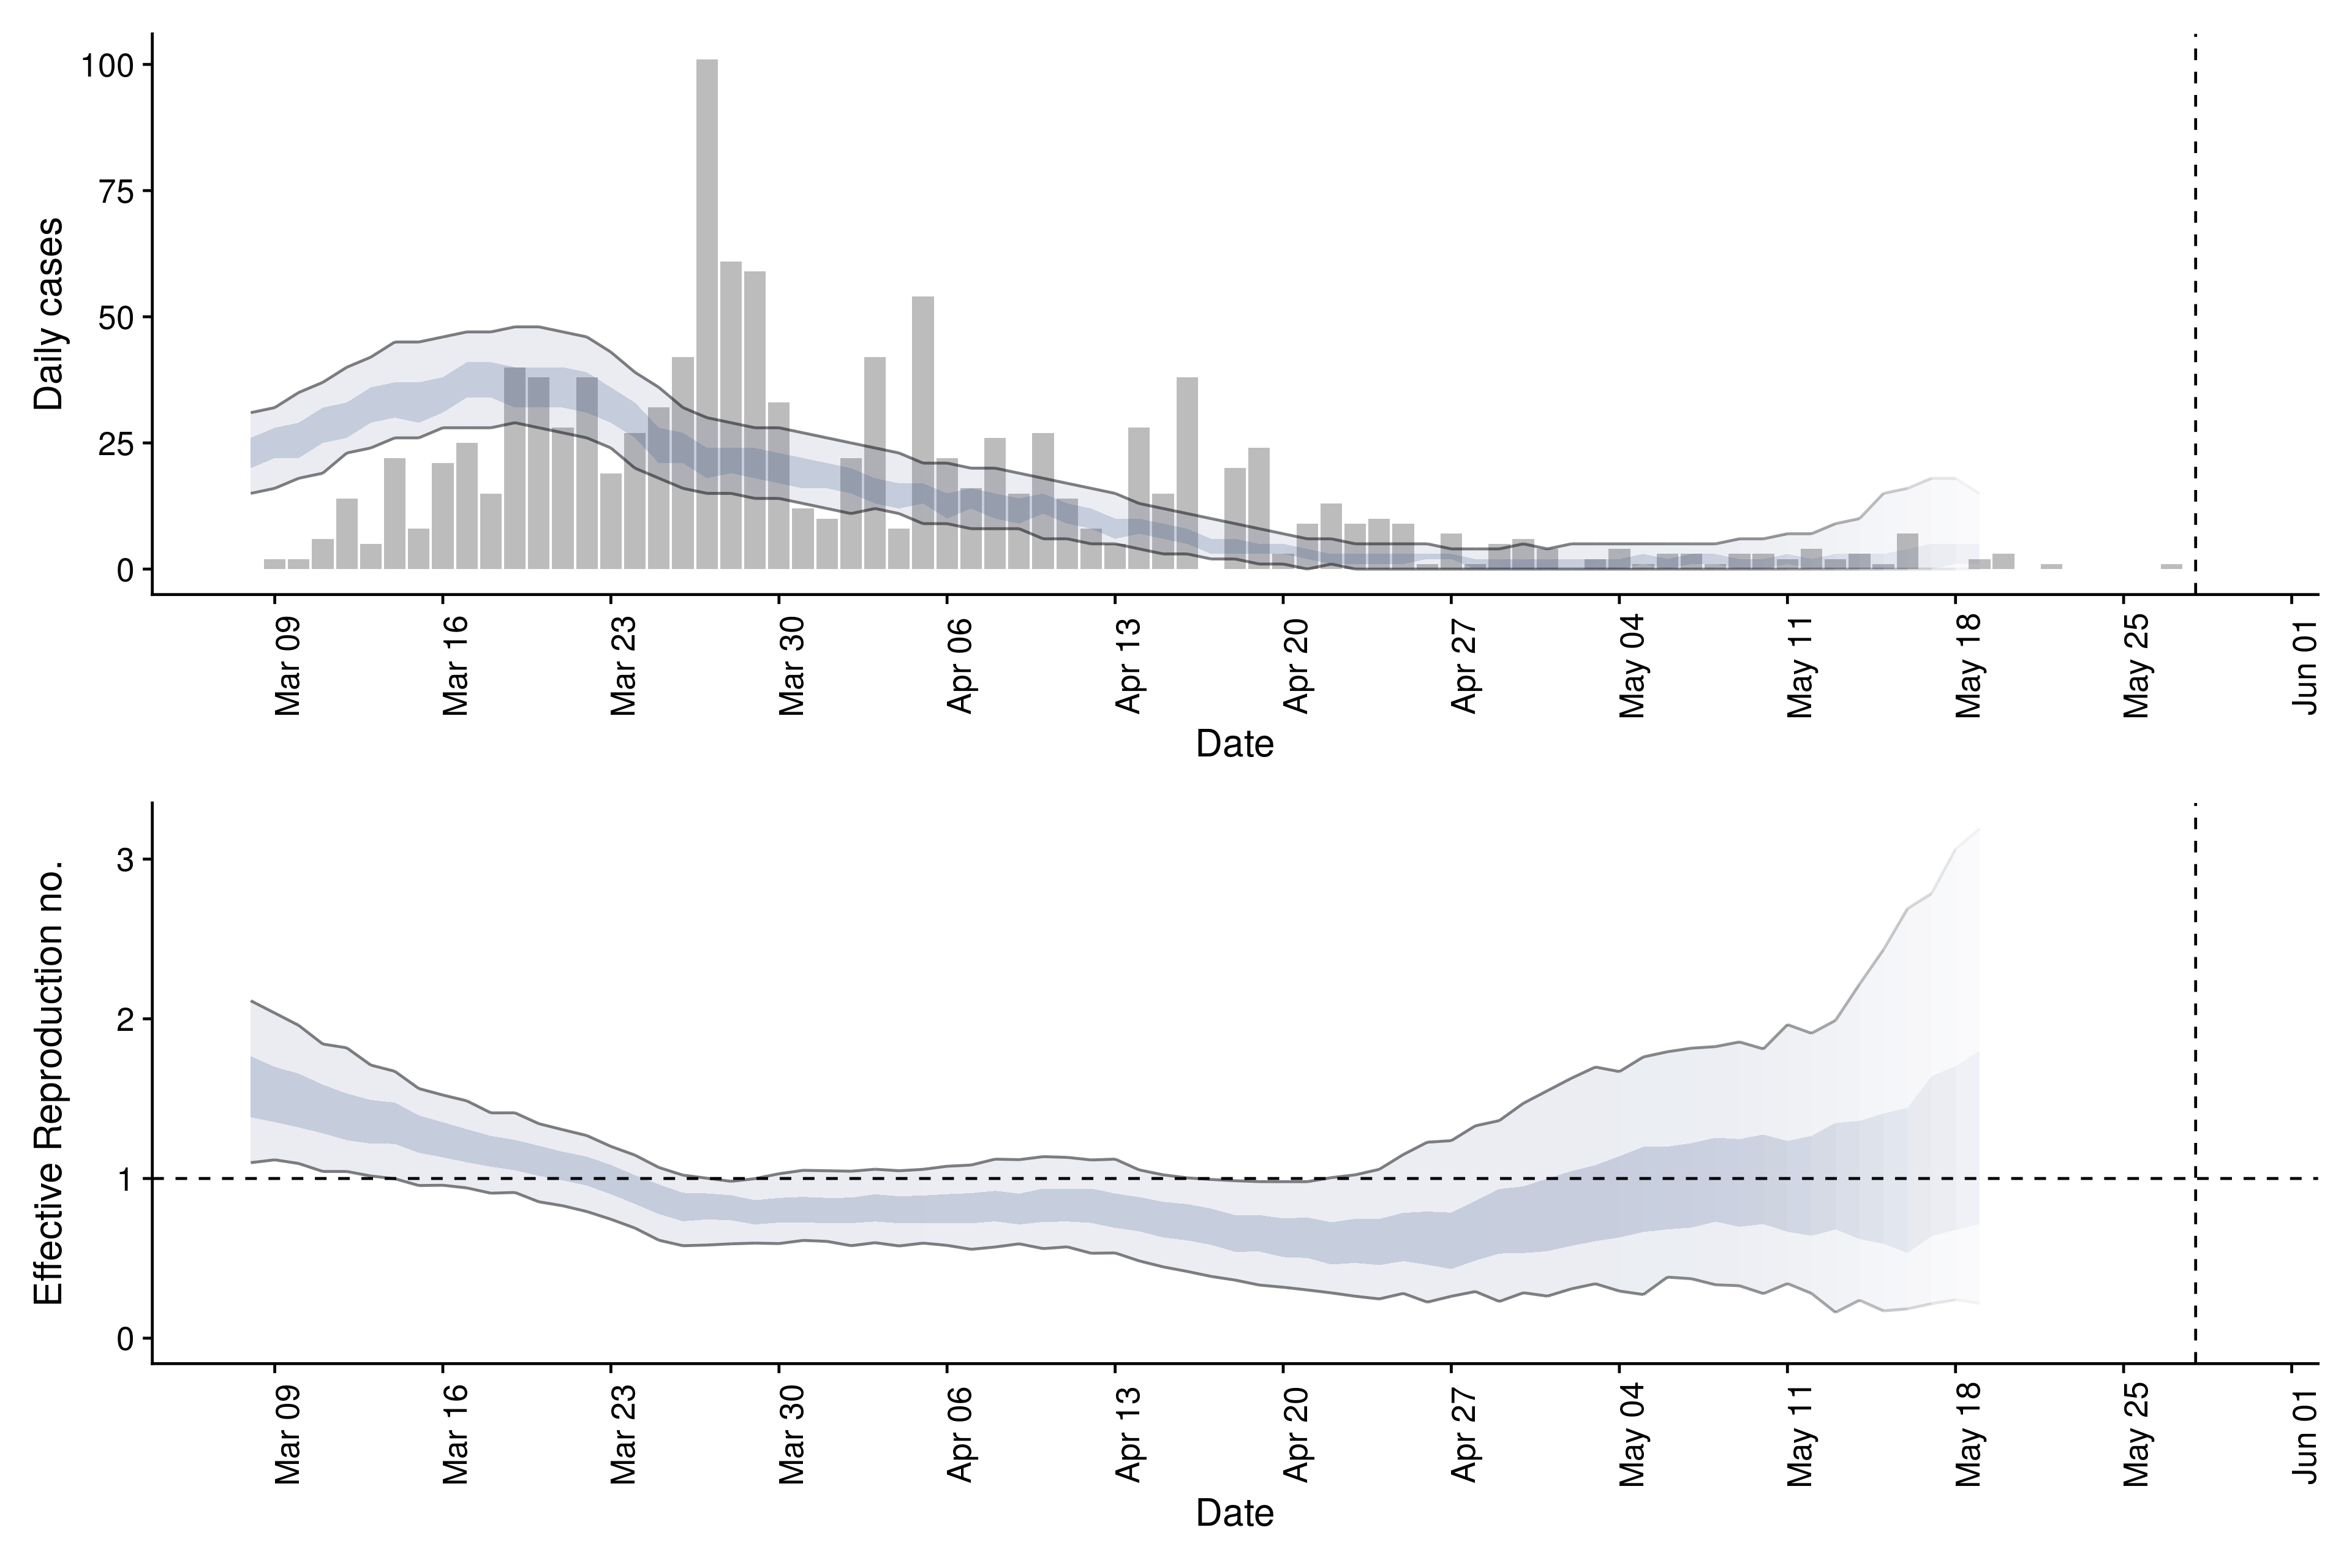 Daily cases
100
75
50
25
0
Mar 09
Mar 16
Mar 23
Mar 30
Apr 06
Apr 13
Apr 20
Apr 27
May 04
May 11
May 18
May 25
Jun 01
Date
Effective Reproduction no.
3
2
1
0
Mar 09
Mar 16
Mar 23
Mar 30
Apr 06
Apr 13
Apr 20
Apr 27
May 04
May 11
May 18
May 25
Jun 01
Date